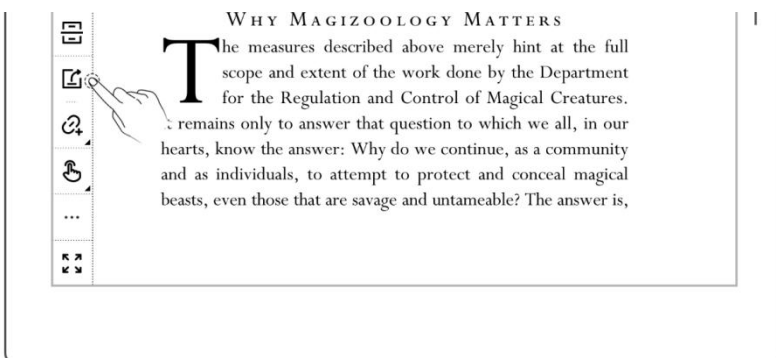 WHY MAGIZOOLOGY MATTERS
The measures described above merely hint at the full
scope and extent of the work done by the Department
for the Regulation and Control of Magical Creatures.
remains only to answer that question to which we all, in our
hearts, know the answer: Why do we continue, as a community
and as individuals, to attempt to protect and conceal magical
beasts, even those that are savage and untameable? The answer is,